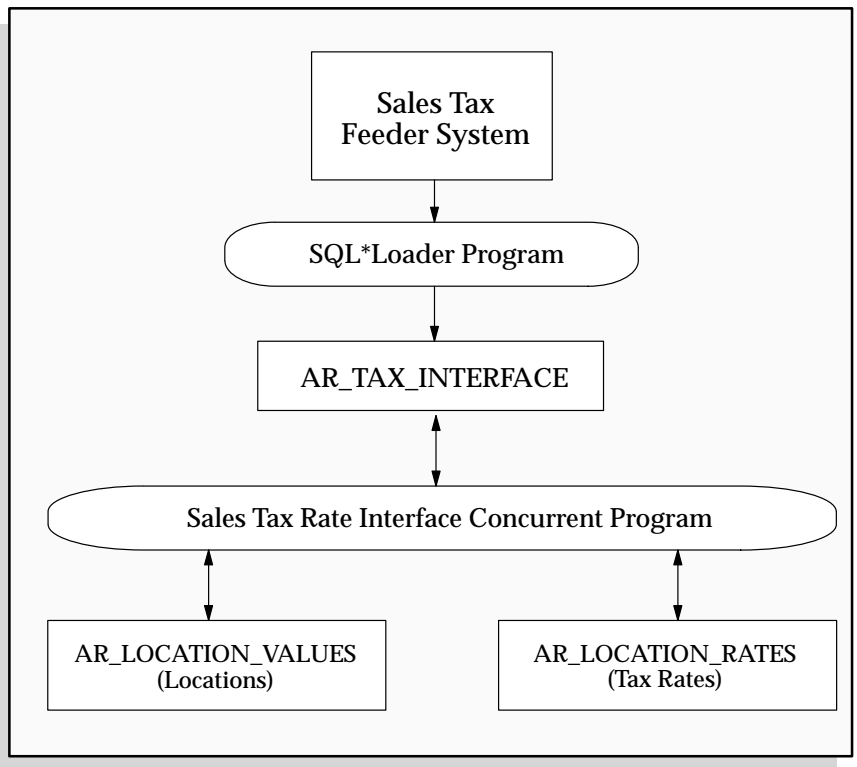 Sales Tax
Feeder System
SQL*Loader Program
AR_TAX_INTERFACE
Sales Tax Rate Interface Concurrent Program
AR_LOCATION_VALUES
(Locations)
AR_LOCATION_RATES
(Tax Rates)